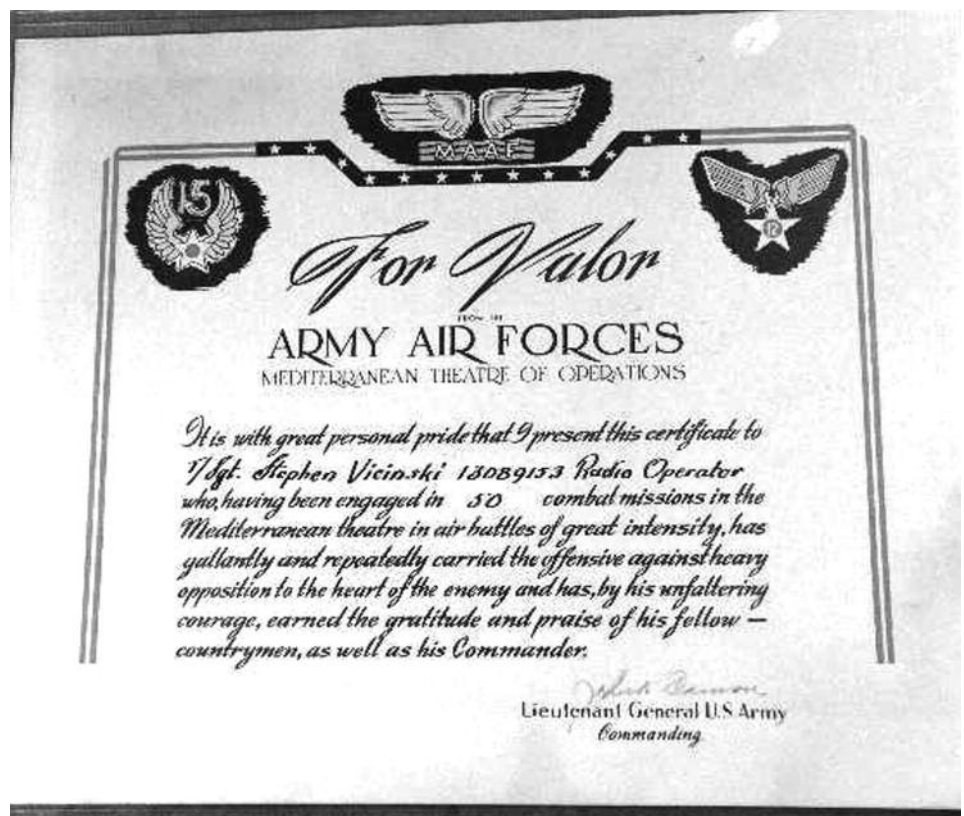 MAAF
15
12
For Valor
FROM THE
ARMY AIR FORCES
MEDITERRANEAN THEATRE OF OPERATIONS
It is with great personal pride that I present this certificate to
T/Sgt. Stephen Vicinski 13089153 Radio Operator
who, having been engaged in 50 combat missions in the
Mediterranean theatre in air battles of great intensity, has
gallantly and repeatedly carried the offensive against heavy
opposition to the heart of the enemy and has, by his unfaltering
courage, earned the gratitude and praise of his fellow —
countrymen, as well as his Commander.
Lieutenant General U.S Army
Commanding